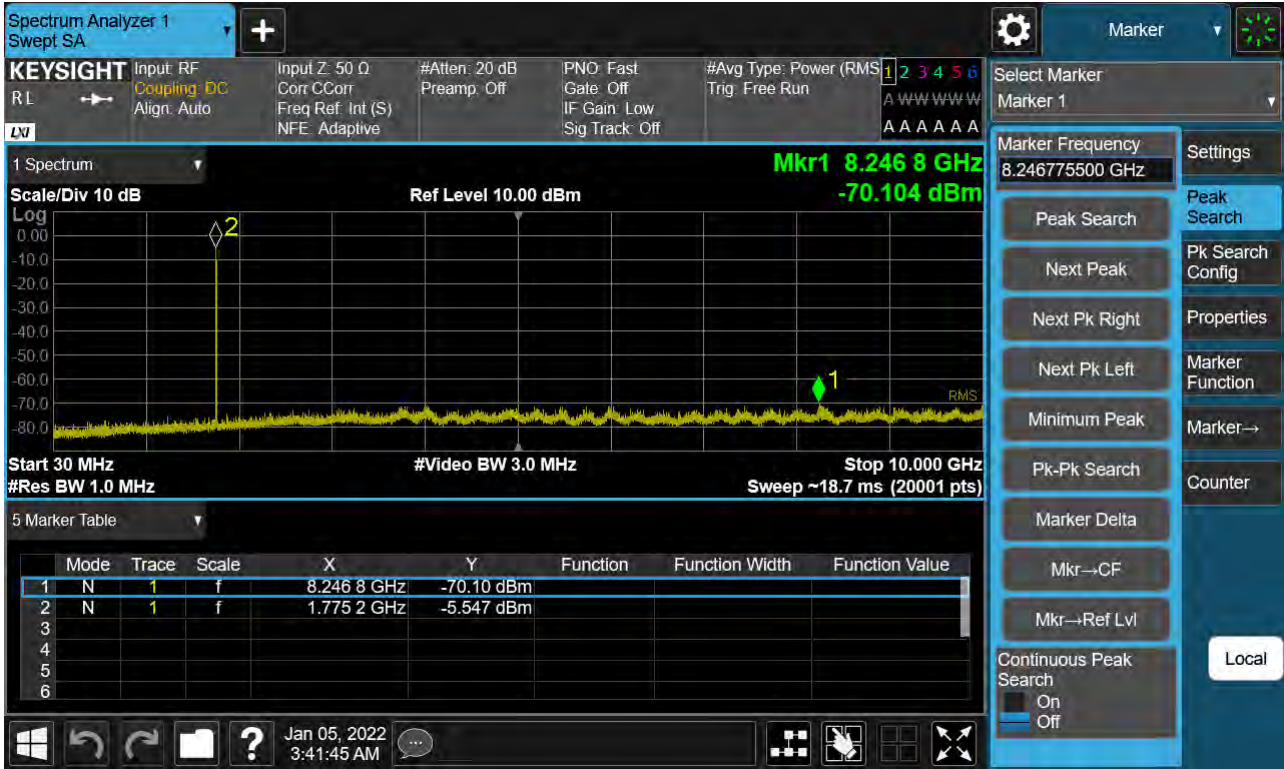 Spectrum Analyzer 1
Swept SA
+
Marker
KEYSIGHT
RL
LXI
Input: RF
Coupling: DC
Align: Auto
Input Z: 50 Ω
Corr CCorr
Freq Ref: Int (S)
NFE: Adaptive
#Atten: 20 dB
Preamp: Off
PNO: Fast
Gate: Off
IF Gain: Low
Sig Track: Off
#Avg Type: Power (RMS
Trig: Free Run
1 2 3 4 5 6
A W W W W W
A A A A A A
Select Marker
Marker 1
1 Spectrum
Mkr1 8.246 8 GHz
Scale/Div 10 dB
Ref Level 10.00 dBm
-70.104 dBm
Log
0.00
-10.0
-20.0
-30.0
-40.0
-50.0
-60.0
-70.0
-80.0
2
1
RMS
Start 30 MHz
#Video BW 3.0 MHz
Stop 10.000 GHz
#Res BW 1.0 MHz
Sweep ~18.7 ms (20001 pts)
5 Marker Table
Mode Trace Scale X Y Function Function Width Function Value
1 N 1 f 8.246 8 GHz -70.10 dBm
2 N 1 f 1.775 2 GHz -5.547 dBm
3
4
5
6
Marker Frequency
8.246775500 GHz
Peak Search
Next Peak
Next Pk Right
Next Pk Left
Minimum Peak
Pk-Pk Search
Marker Delta
Mkr→CF
Mkr→Ref Lvl
Continuous Peak
Search
On
Off
Settings
Peak
Search
Pk Search
Config
Properties
Marker
Function
Marker→
Counter
Local
?
Jan 05, 2022
3:41:45 AM